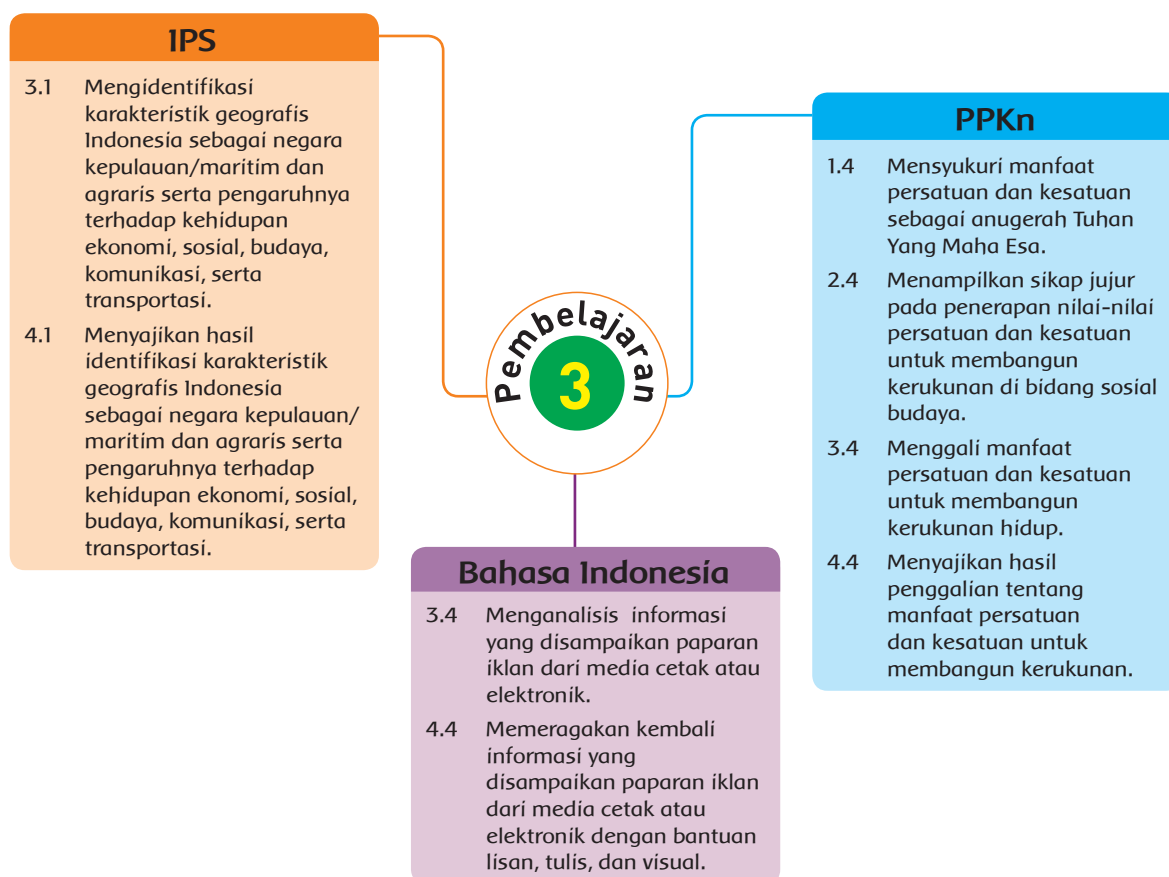 IPS
3.1 Mengidentifikasi
karakteristik geografis
Indonesia sebagai negara
kepulauan/maritim dan
agraris serta pengaruhnya
terhadap kehidupan
ekonomi, sosial, budaya,
komunikasi, serta
transportasi.
4.1 Menyajikan hasil
identifikasi karakteristik
geografis Indonesia
sebagai negara kepulauan/
maritim dan agraris serta
pengaruhnya terhadap
kehidupan ekonomi, sosial,
budaya, komunikasi, serta
transportasi.
Pembelajaran
3
PPKn
1.4 Mensyukuri manfaat
persatuan dan kesatuan
sebagai anugerah Tuhan
Yang Maha Esa.
2.4 Menampilkan sikap jujur
pada penerapan nilai-nilai
persatuan dan kesatuan
untuk membangun
kerukunan di bidang sosial
budaya.
3.4 Menggali manfaat
persatuan dan kesatuan
untuk membangun
kerukunan hidup.
4.4 Menyajikan hasil
penggalian tentang
manfaat persatuan
dan kesatuan untuk
membangun kerukunan.
Bahasa Indonesia
3.4 Menganalisis informasi
yang disampaikan paparan
iklan dari media cetak atau
elektronik.
4.4 Memeragakan kembali
informasi yang
disampaikan paparan iklan
dari media cetak atau
elektronik dengan bantuan
lisan, tulis, dan visual.